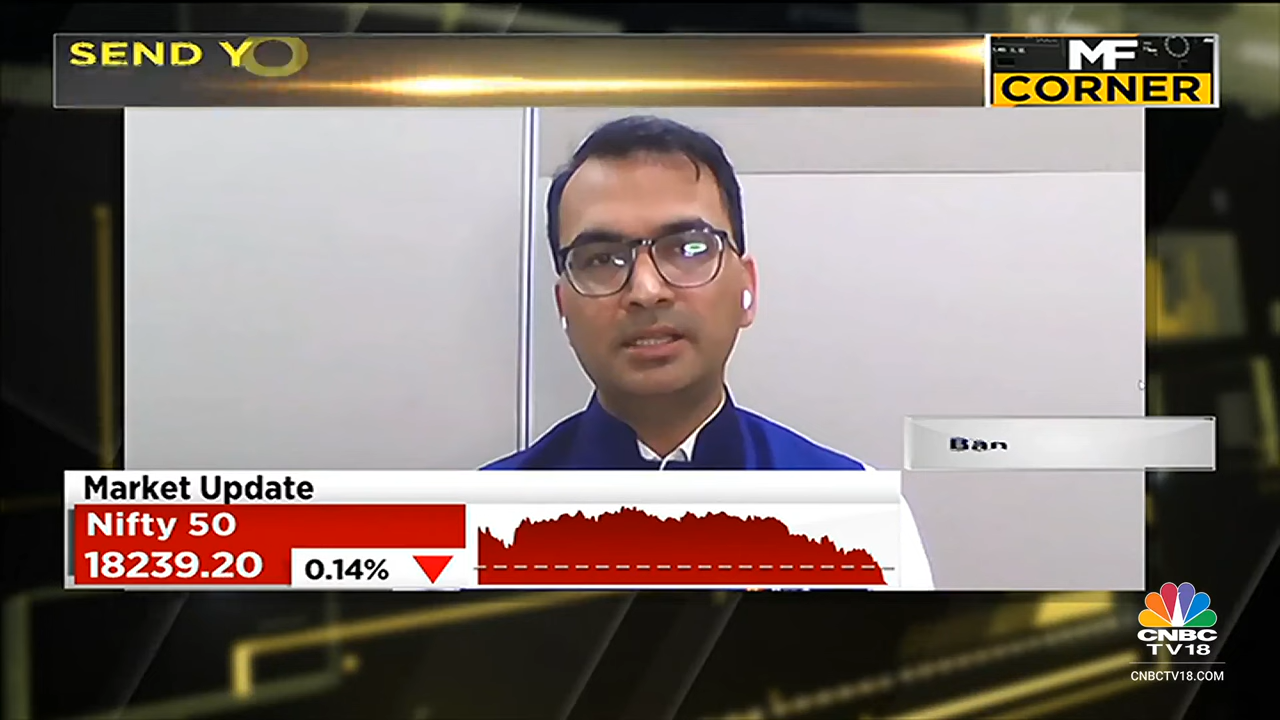 SEND YO
MF
CORNER
Ban
Market Update
Nifty 50
18239.20
0.14%
CNBC
TV18
CNBCTV18.COM